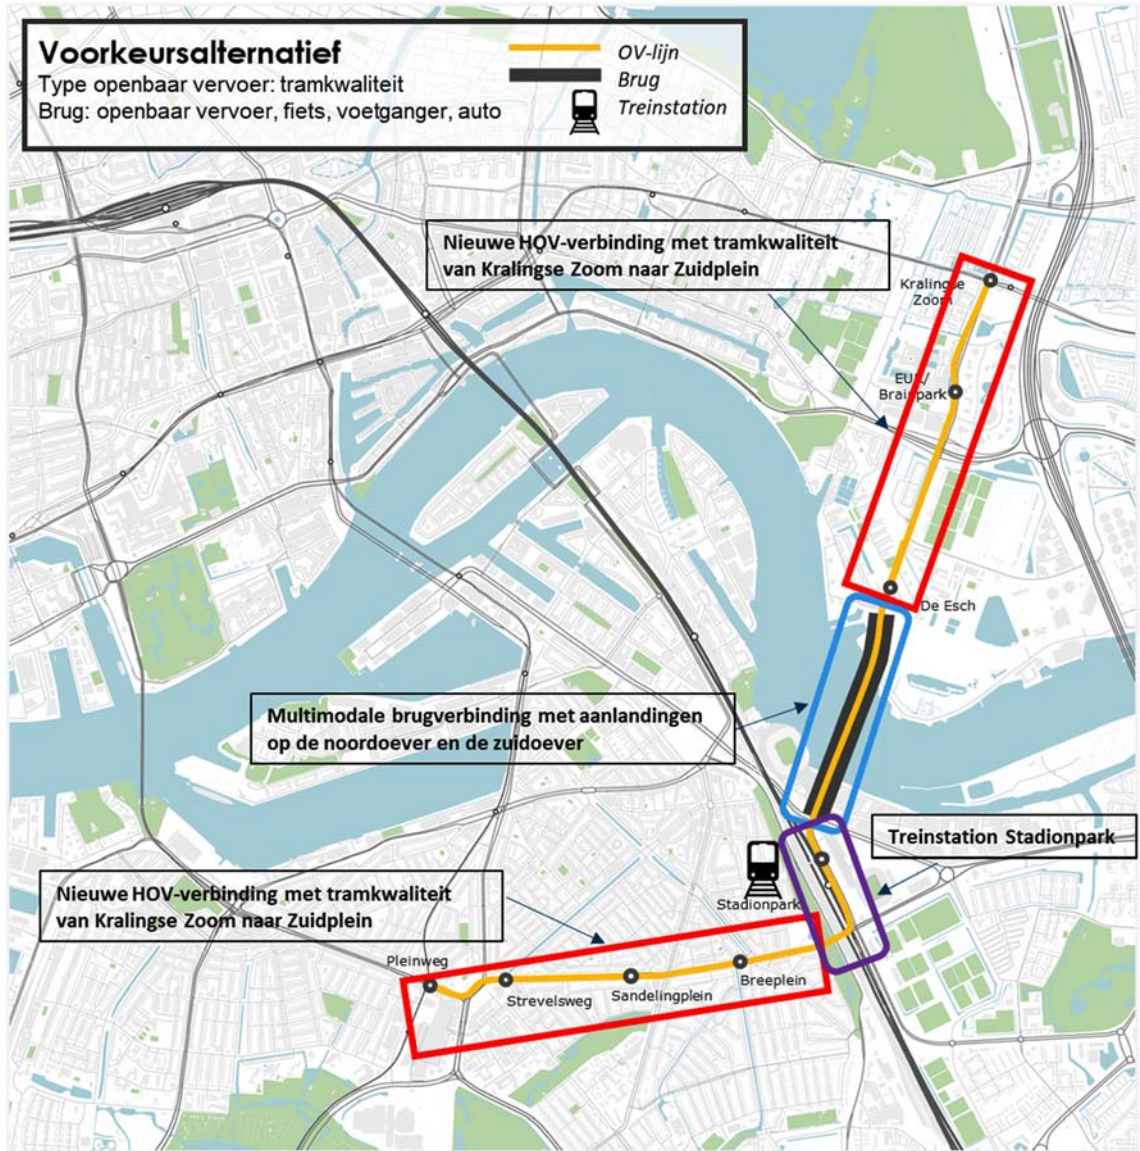 Voorkeursalternatief
Type openbaar vervoer: tramkwaliteit
Brug: openbaar vervoer, fiets, voetganger, auto
OV-lijn
Brug
Treinstation
Nieuwe HOV-verbinding met tramkwaliteit
van Kralingse Zoom naar Zuidplein
Kralingse
Zoom
EUR/
Brainpark
De Esch
Multimodale brugverbinding met aanlandingen
op de noordoever en de zuidoever
Treinstation Stadionpark
Stadionpark
Nieuwe HOV-verbinding met tramkwaliteit
van Kralingse Zoom naar Zuidplein
Pleinweg
Strevelsweg
Sandelingplein
Breeplein